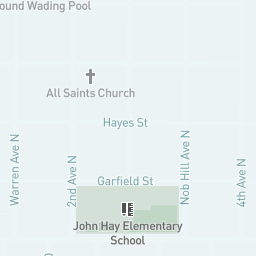 ound Wading Pool
All Saints Church
Hayes St
Warren Ave N
2nd Ave N
Nob Hill Ave N
4th Ave N
Garfield St
John Hay Elementary
School